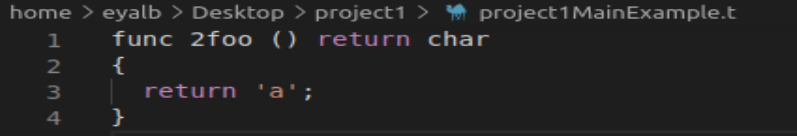 home > eyalb > Desktop > project1 > project1MainExample.t
1 func 2foo () return char
2 {
3 return 'a';
4 }